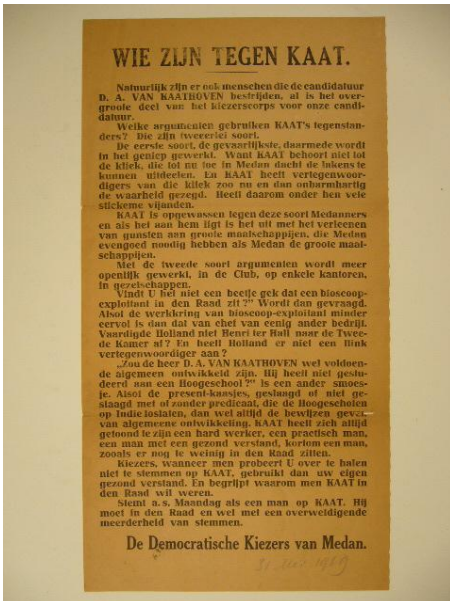 WIE ZIJN TEGEN KAAT.
Natuurlijk zijn er ook menschen die de candidatuur
D. A. VAN KAATHOVEN bestrijden, al is het over-
groote deel van het kiezerscorps voor onze candi-
datuur.
Welke argumenten gebruiken KAAT's tegenstan-
ders? Die zijn tweeërlei soort.
De eerste soort, de gevaarlijkste, daarmede wordt
in het geniep gewerkt. Want KAAT behoort niet tot
de kliek, die tot nu toe in Medan dacht de lakens te
kunnen uitdeelen. En KAAT heeft vertegenwoor-
digers van die kliek zoo nu en dan onbarmhartig
de waarheid gezegd. Heeft daarom onder hen vele
stiekeme vijanden.
KAAT is opgewassen tegen deze soort Medanners
en als het aan hem ligt is het uit met het verleenen
van gunsten aan groote maatschappijen, die Medan
evengoed noodig hebben als Medan de groote maat-
schappijen.
Met de tweede soort argumenten wordt meer
openlijk gewerkt, in de Club, op enkele kantoren,
in gezelschappen.
Vindt U het niet een beetje gek dat een bioscoop-
exploitant in den Raad zit?" Wordt dan gevraagd.
Alsof de werkkring van bioscoop-exploitant minder
eervol is dan dat van chef van eenig ander bedrijf.
Vaardigde Holland niet Henri ter Hall naar de Twee-
de Kamer af? En heeft Holland er niet een flink
vertegenwoordiger aan?
„Zou de heer D. A. VAN KAATHOVEN wel voldoen-
de algemeen ontwikkeld zijn. Hij heeft niet gestu-
deerd aan een Hoogeschool?" is een ander smoes-
je. Alsof de present-kaasjes, geslaagd of niet ge-
slaagd met of zonder predicaat, die de Hoogescholen
op Indië loslaten, dan wel altijd de bewijzen geven
van algemeene ontwikkeling. KAAT heeft zich altijd
getoond te zijn een hard werker, een practisch man,
een man met een gezond verstand, kortom een man,
zooals er nog te weinig in den Raad zitten.
Kiezers, wanneer men probeert U over te halen
niet te stemmen op KAAT, gebruikt dan uw eigen
gezond verstand. En begrijpt waarom men KAAT in
den Raad wil weren.
Stemt a.s. Maandag als een man op KAAT. Hij
moet in den Raad en wel met een overweldigende
meerderheid van stemmen.
De Democratische Kiezers van Medan.